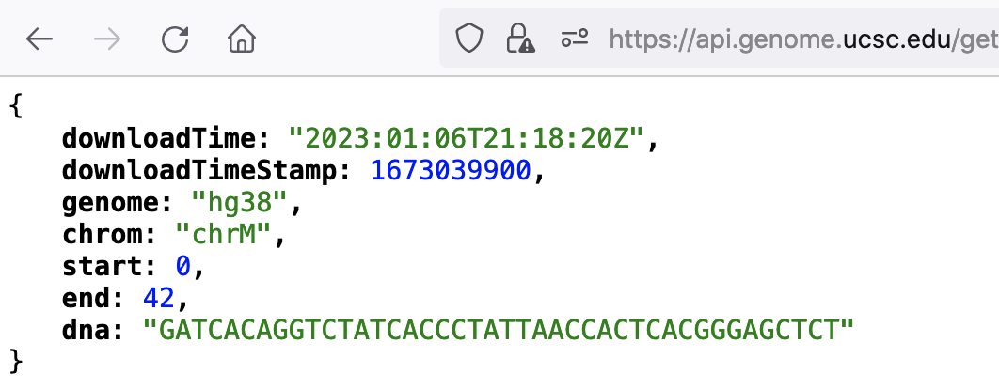 https://api.genome.ucsc.edu/get
{
downloadTime: "2023:01:06T21:18:20Z",
downloadTimeStamp: 1673039900,
genome: "hg38",
chrom: "chrM",
start: 0,
end: 42,
dna: "GATCACAGGTCTATCACCCTATTAACCACTCACGGGAGCTCT"
}